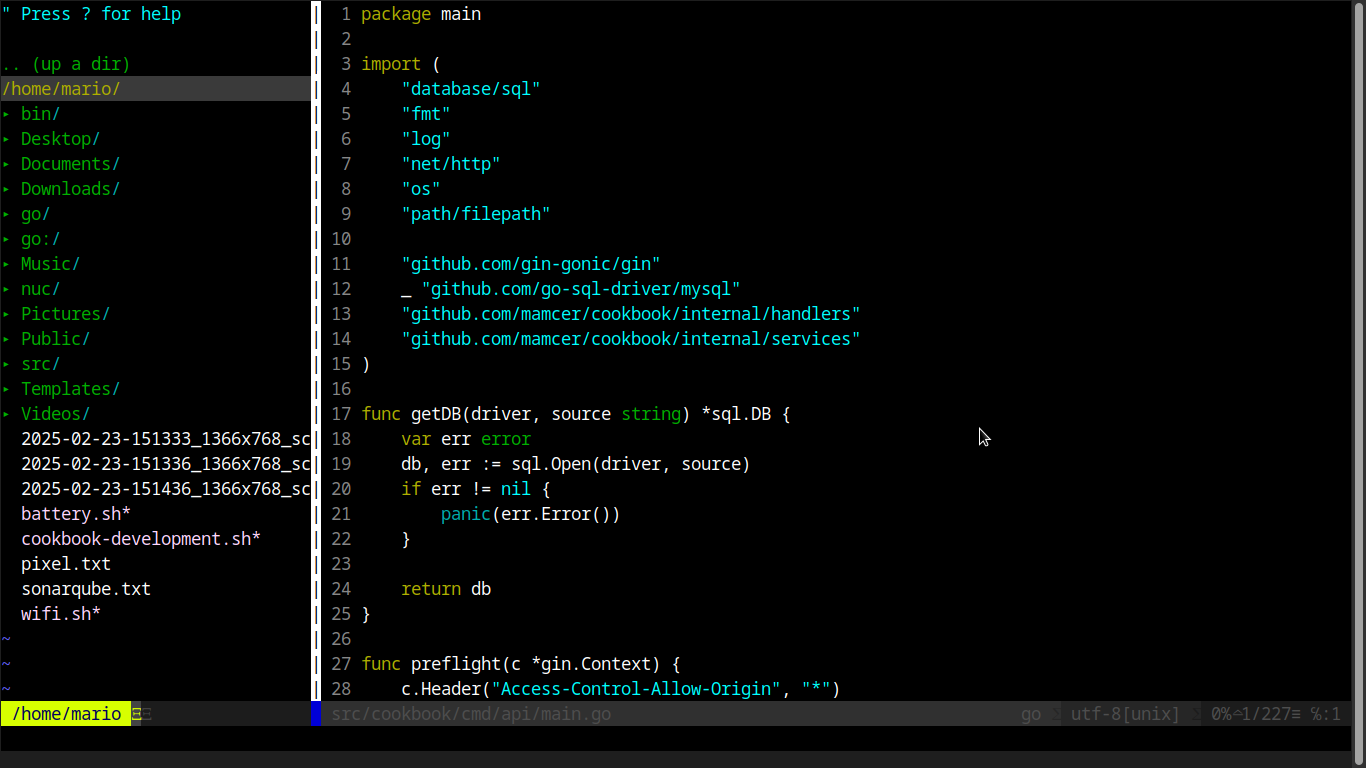 " Press ? for help
.. (up a dir)
/home/mario/
▸ bin/
▸ Desktop/
▸ Documents/
▸ Downloads/
▸ go/
▸ go:/
▸ Music/
▸ nuc/
▸ Pictures/
▸ Public/
▸ src/
▸ Templates/
▸ Videos/
2025-02-23-151333_1366x768_sc
2025-02-23-151336_1366x768_sc
2025-02-23-151436_1366x768_sc
battery.sh*
cookbook-development.sh*
pixel.txt
sonarqube.txt
wifi.sh*
~
~
~
/home/mario
1 package main
2
3 import (
4     "database/sql"
5     "fmt"
6     "log"
7     "net/http"
8     "os"
9     "path/filepath"
10
11     "github.com/gin-gonic/gin"
12     _ "github.com/go-sql-driver/mysql"
13     "github.com/mamcer/cookbook/internal/handlers"
14     "github.com/mamcer/cookbook/internal/services"
15 )
16
17 func getDB(driver, source string) *sql.DB {
18     var err error
19     db, err := sql.Open(driver, source)
20     if err != nil {
21         panic(err.Error())
22     }
23
24     return db
25 }
26
27 func preflight(c *gin.Context) {
28     c.Header("Access-Control-Allow-Origin", "*")
src/cookbook/cmd/api/main.go go utf-8[unix] 0% 1/227≡ ℅:1